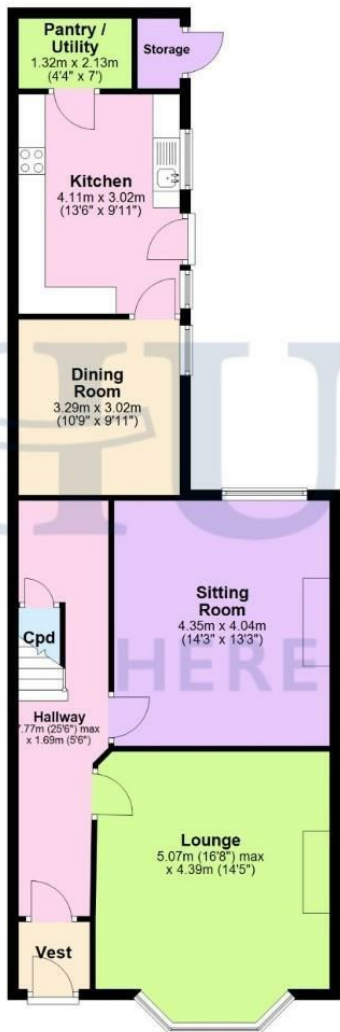 Pantry /
Utility
1.32m x 2.13m
(4'4" x 7')
Storage
Kitchen
4.11m x 3.02m
(13'6" x 9'11")
Dining
Room
3.29m x 3.02m
(10'9" x 9'11")
HU
Sitting
Room
4.35m x 4.04m
(14'3" x 13'3")
HERE
Cpd
Hallway
7.77m (25'6") max
x 1.69m (5'6")
Lounge
5.07m (16'8") max
x 4.39m (14'5")
Vest